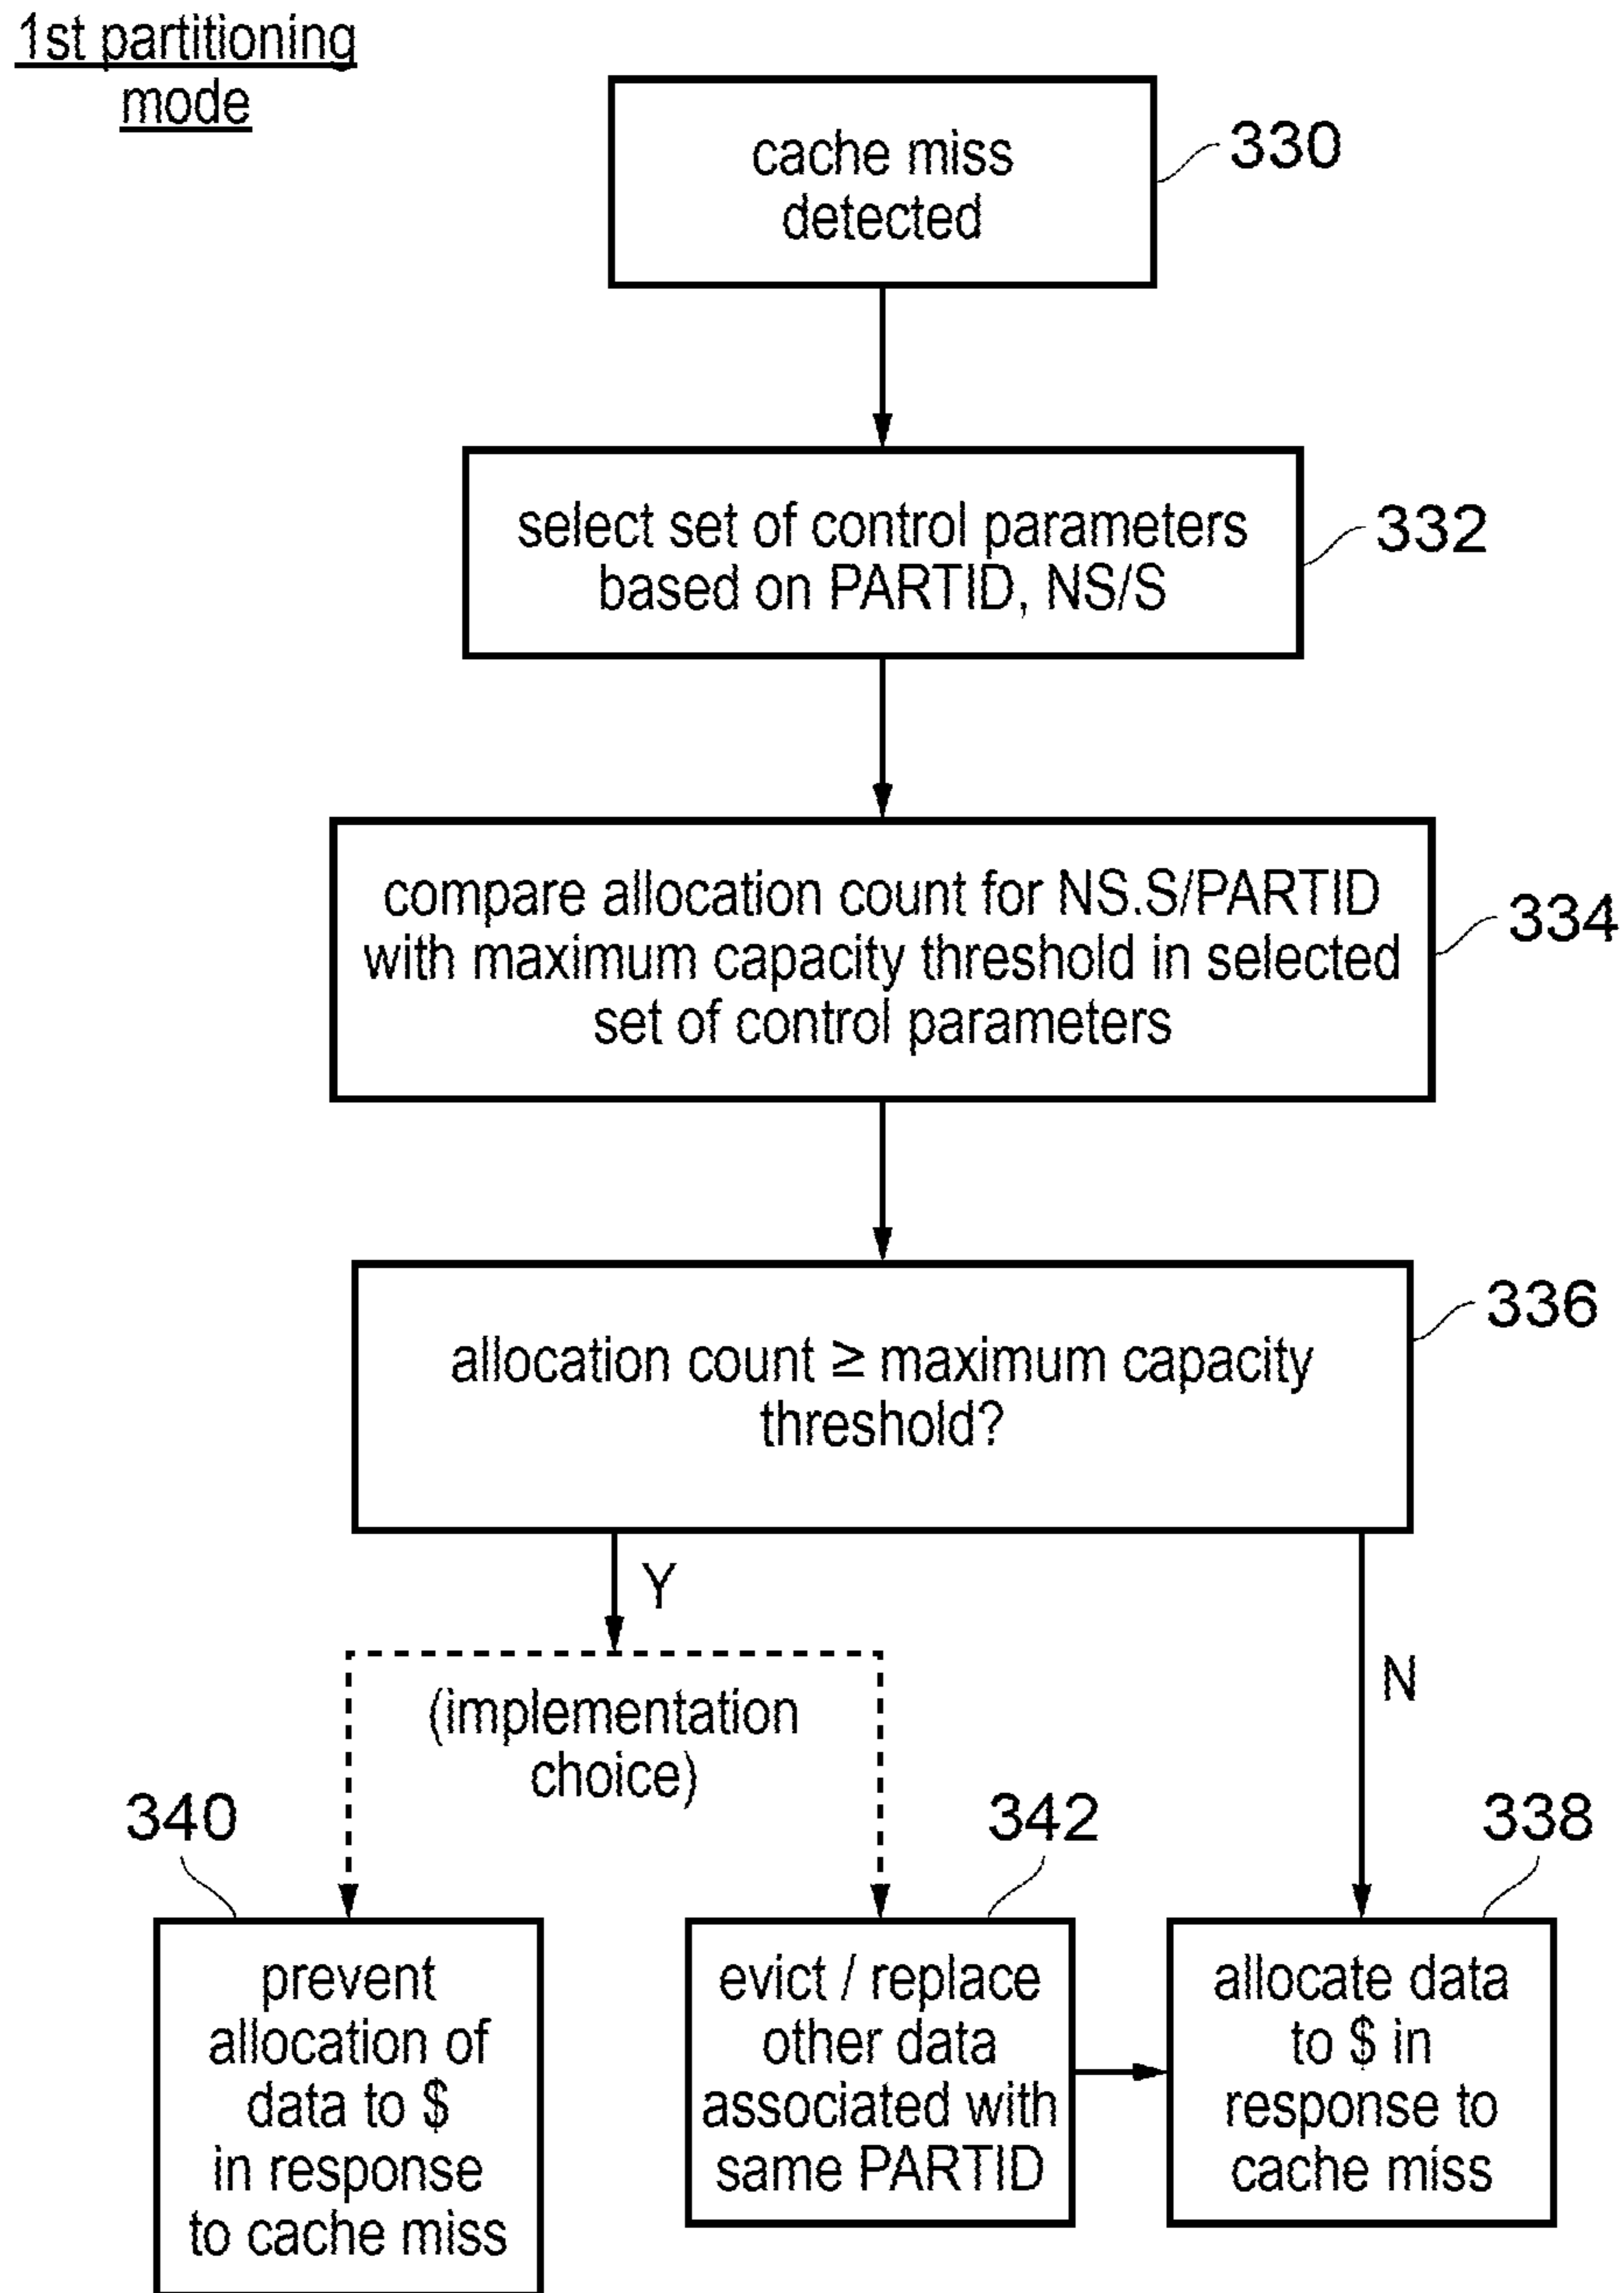 1st partitioning
mode
cache miss
detected
330
select set of control parameters
based on PARTID, NS/S
332
compare allocation count for NS.S/PARTID
with maximum capacity threshold in selected
set of control parameters
334
allocation count ≥ maximum capacity
threshold?
336
Y
N
(implementation
choice)
340
342
338
prevent
allocation of
data to $
in response
to cache miss
evict / replace
other data
associated with
same PARTID
allocate data
to $ in
response to
cache miss